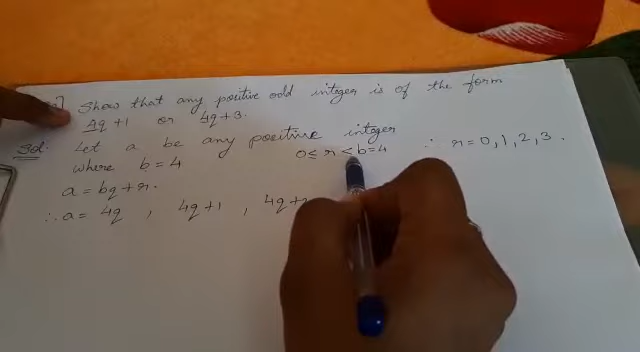 Show that any positive odd integer is of the form
4q+1 or 4q+3.
Sol: Let a be any positive integer
where b=4 0≤ r <b=4 ∴ r=0,1,2,3.
a = bq+r.
∴ a= 4q , 4q+1 , 4q+